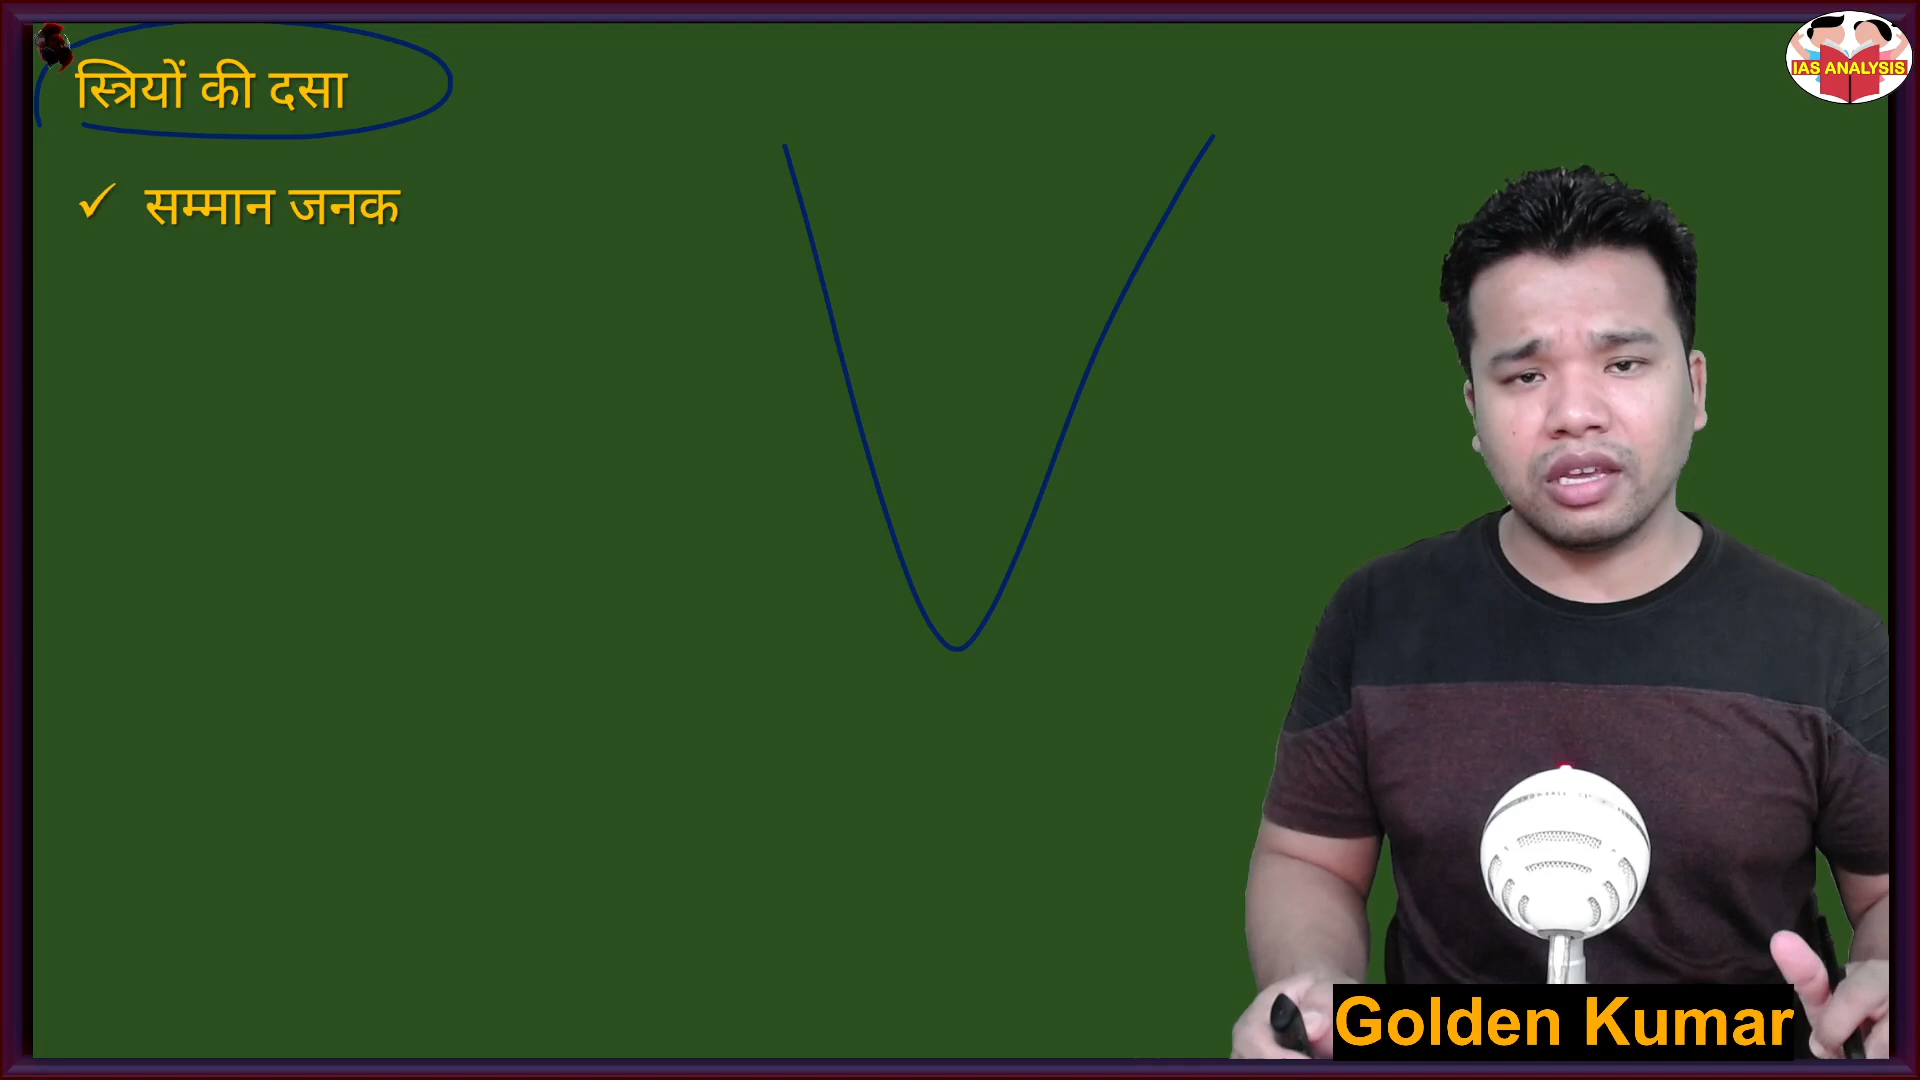 स्त्रियों की दसा
✓ सम्मान जनक
IAS ANALYSIS
Golden Kumar